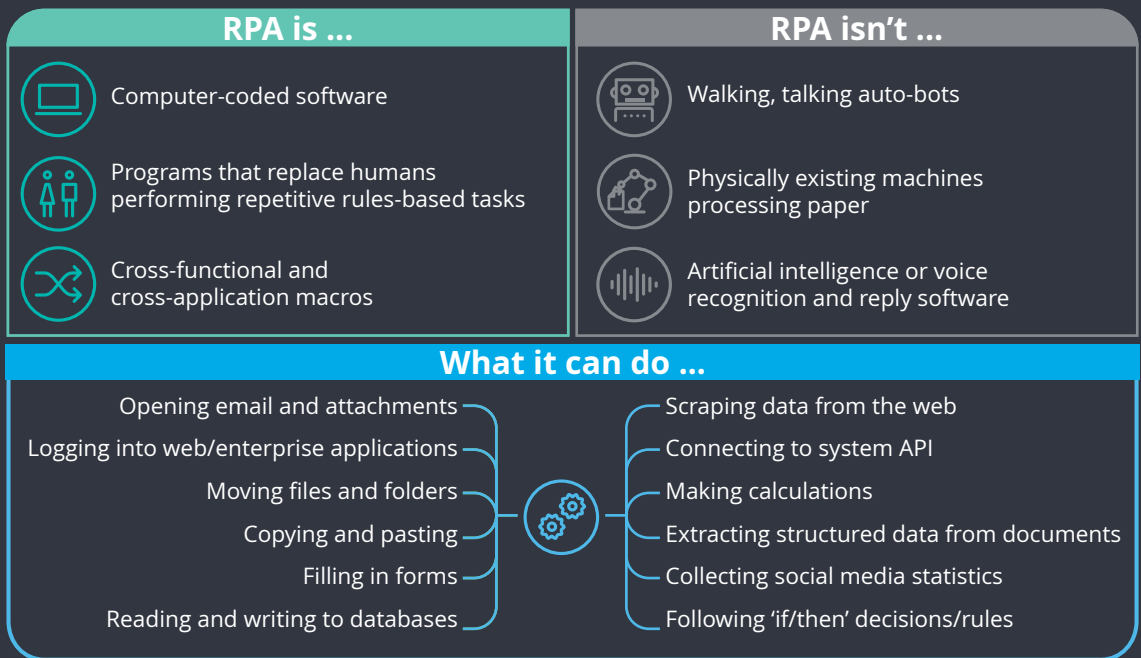 RPA is ...
Computer-coded software
Programs that replace humans
performing repetitive rules-based tasks
Cross-functional and
cross-application macros
RPA isn’t ...
Walking, talking auto-bots
Physically existing machines
processing paper
Artificial intelligence or voice
recognition and reply software
What it can do ...
Opening email and attachments
Logging into web/enterprise applications
Moving files and folders
Copying and pasting
Filling in forms
Reading and writing to databases
Scraping data from the web
Connecting to system API
Making calculations
Extracting structured data from documents
Collecting social media statistics
Following ‘if/then’ decisions/rules